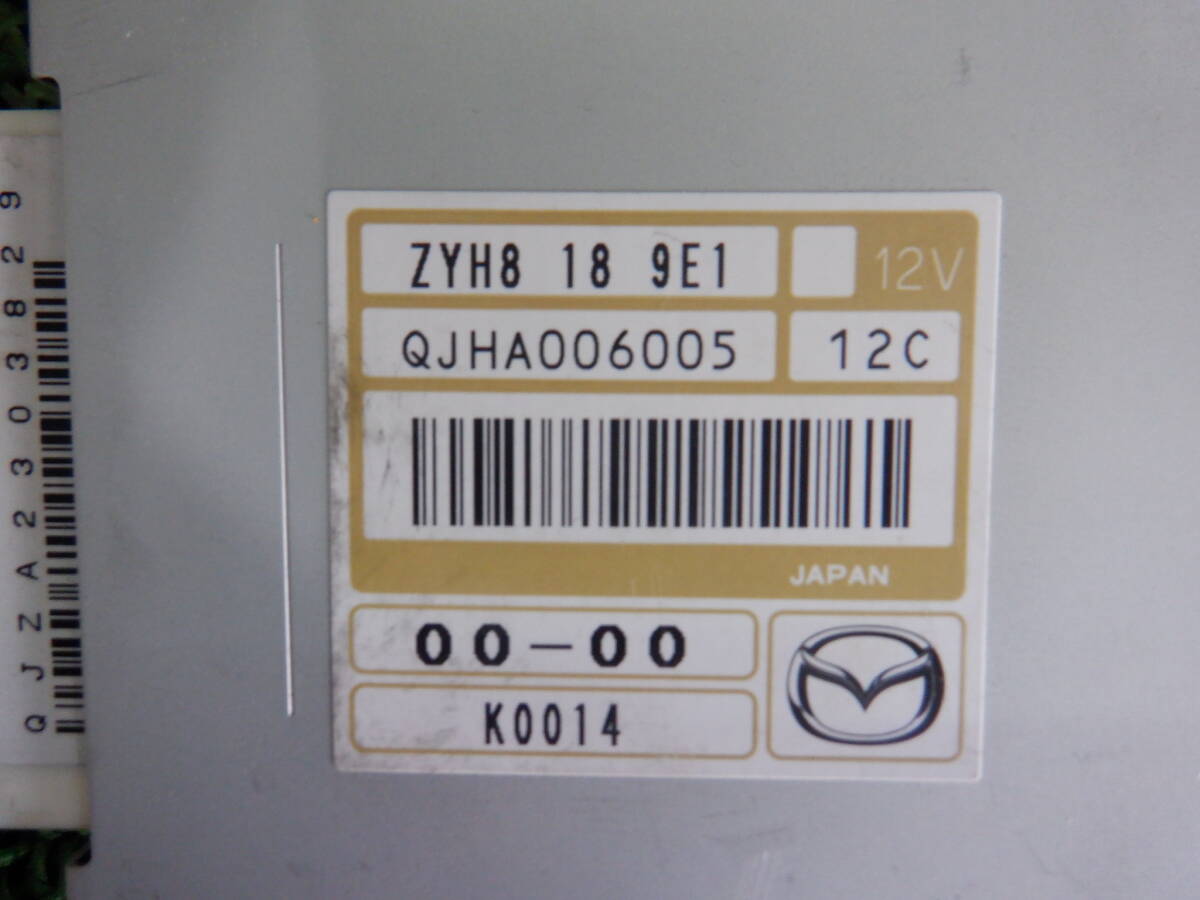 ZYH8 18 9E1
12V
QJHA006005
12C
JAPAN
00-00
K0014
QJZA2303829